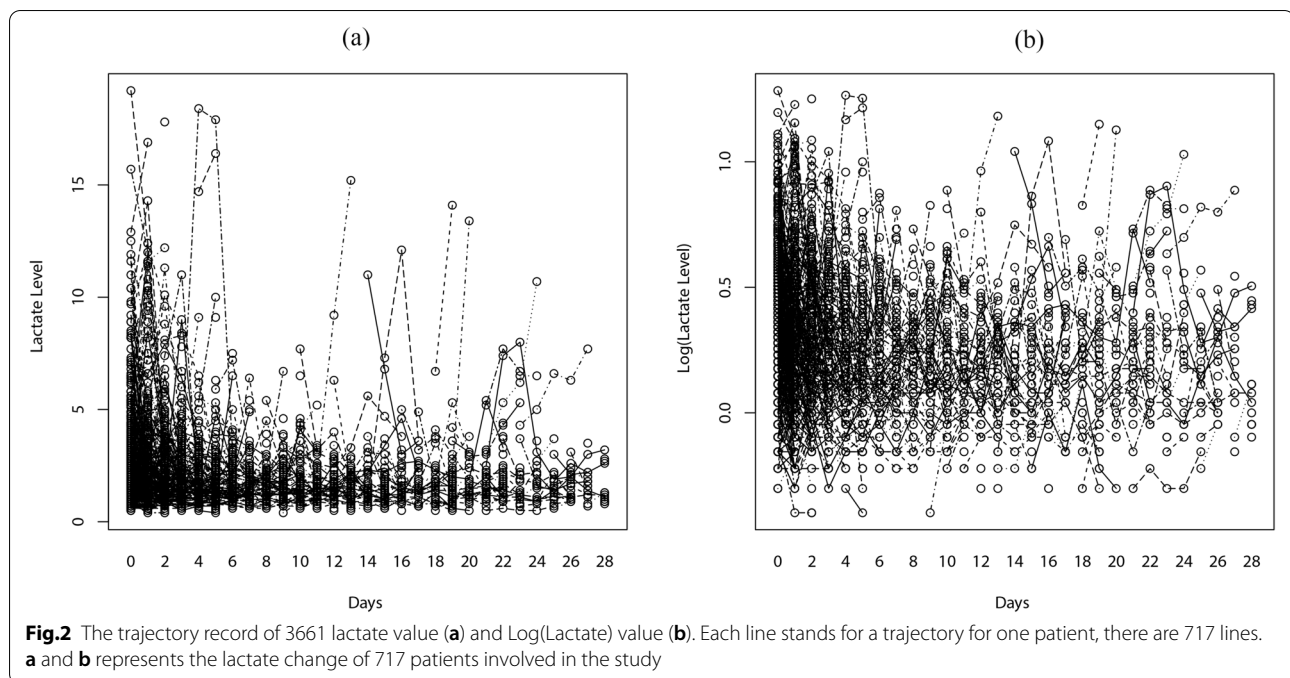 (a)
(b)
Lactate Level
15
10
5
0
0 2 4 6 8 10 12 14 16 18 20 22 24 26 28
Days
Log(Lactate Level)
1.0
0.5
0.0
0 2 4 6 8 10 12 14 16 18 20 22 24 26 28
Days
Fig.2 The trajectory record of 3661 lactate value (a) and Log(Lactate) value (b). Each line stands for a trajectory for one patient, there are 717 lines.
a and b represents the lactate change of 717 patients involved in the study